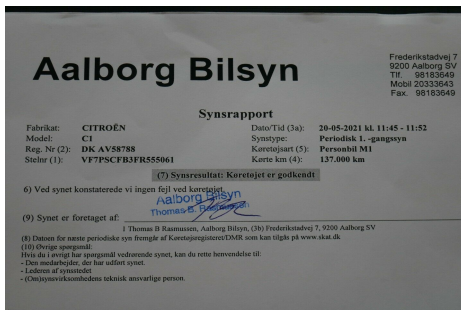 Aalborg Bilsyn
Frederikstadvej 7
9200 Aalborg SV
Tlf. 98183649
Mobil 20333643
Fax. 98183649
Synsrapport
Fabrikat: CITROËN
Model: C1
Reg. Nr (2): DK AV58788
Stelnr (1): VF7PSCFB3FR555061
Dato/Tid (3a): 20-05-2021 kl. 11:45 - 11:52
Synstype: Periodisk 1. -gangssyn
Køretøjsart (5): Personbil M1
Kørte km (4): 137.000 km
(7) Synsresultat: Køretøjet er godkendt
6) Ved synet konstaterede vi ingen fejl ved køretøjet.
Aalborg Bilsyn
Thomas B. Rasmussen
(9) Synet er foretaget af:
1 Thomas B Rasmussen, (3b) Frederikstadvej 7, 9200 Aalborg SV
(8) Datoen for næste periodiske syn fremgår af Køretøjsregisteret/DMR som kan tilgås på www.skat.dk
(10) Øvrige spørgsmål:
Hvis du i øvrigt har spørgsmål vedrørende synet, kan du rette henvendelse til:
- Den medarbejder, der har udført synet.
- Lederen af synsstedet
- (Om)synsvirksomhedens teknisk ansvarlige person.